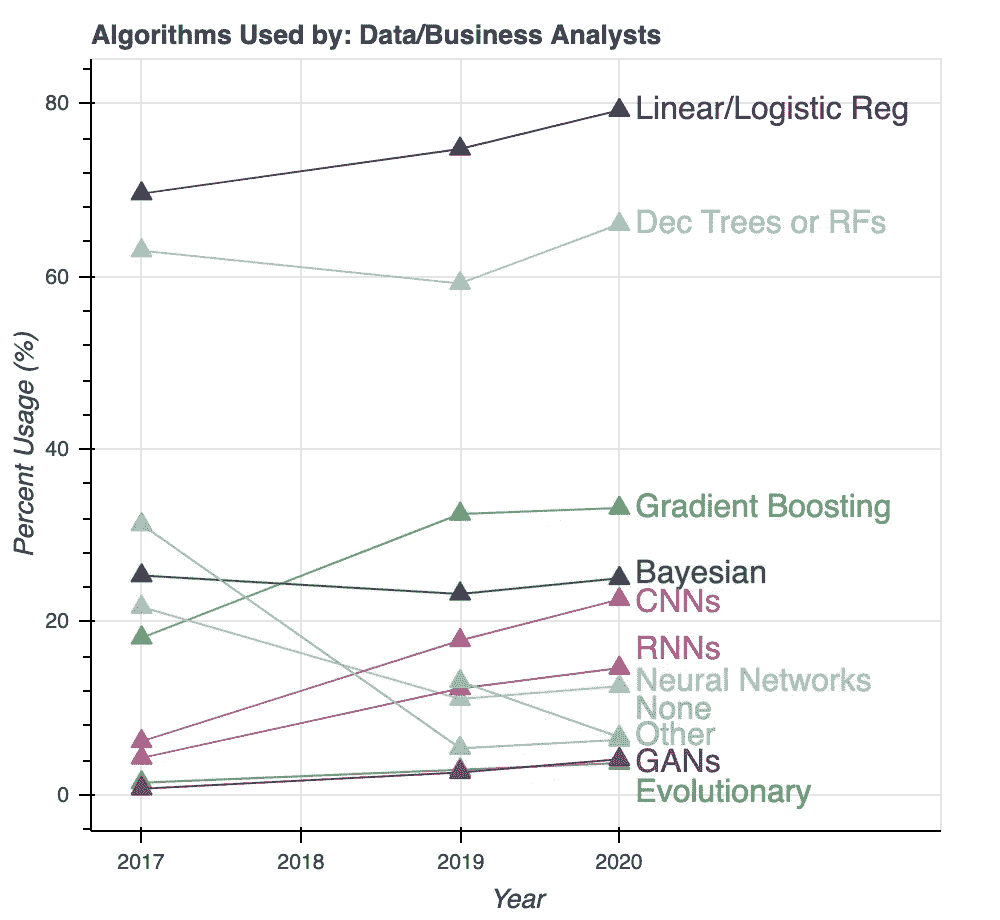 Algorithms Used by: Data/Business Analysts
80
60
40
20
0
Percent Usage (%)
Linear/Logistic Reg
Dec Trees or RFs
Gradient Boosting
Bayesian
CNNs
RNNs
Neural Networks
None
Other
GANs
Evolutionary
2017 2018 2019 2020
Year